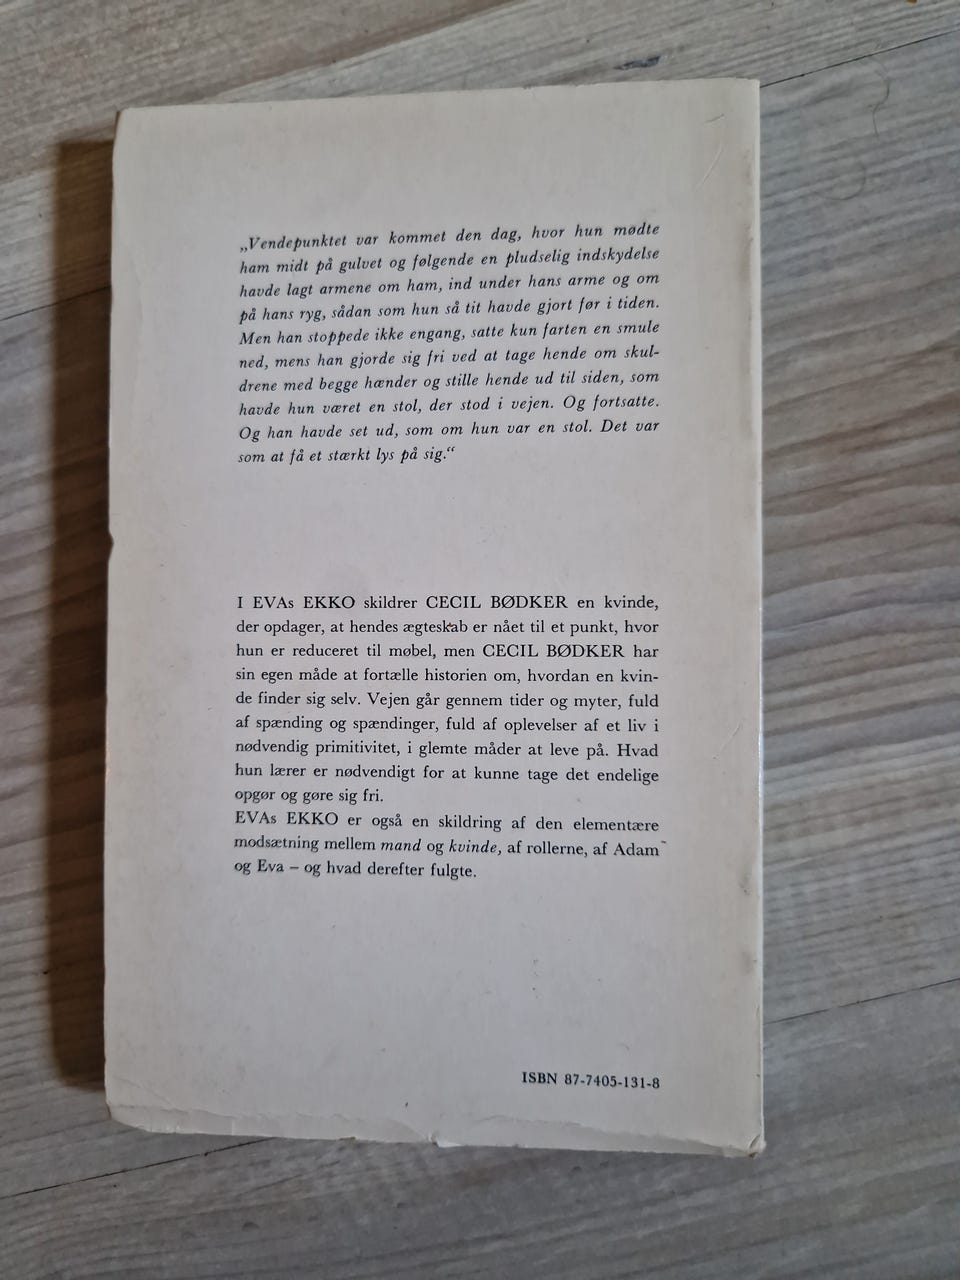 „Vendepunktet var kommet den dag, hvor hun mødte
ham midt på gulvet og følgende en pludselig indskydelse
havde lagt armene om ham, ind under hans arme og om
på hans ryg, sådan som hun så tit havde gjort før i tiden.
Men han stoppede ikke engang, satte kun farten en smule
ned, mens han gjorde sig fri ved at tage hende om skul-
drene med begge hænder og stille hende ud til siden, som
havde hun været en stol, der stod i vejen. Og fortsatte.
Og han havde set ud, som om hun var en stol. Det var
som at få et stærkt lys på sig.“
I EVAs EKKO skildrer CECIL BØDKER en kvinde,
der opdager, at hendes ægteskab er nået til et punkt, hvor
hun er reduceret til møbel, men CECIL BØDKER har
sin egen måde at fortælle historien om, hvordan en kvin-
de finder sig selv. Vejen går gennem tider og myter, fuld
af spænding og spændinger, fuld af oplevelser af et liv i
nødvendig primitivitet, i glemte måder at leve på. Hvad
hun lærer er nødvendigt for at kunne tage det endelige
opgør og gøre sig fri.
EVAs EKKO er også en skildring af den elementære
modsætning mellem mand og kvinde, af rollerne, af Adam
og Eva – og hvad derefter fulgte.
ISBN 87-7405-131-8